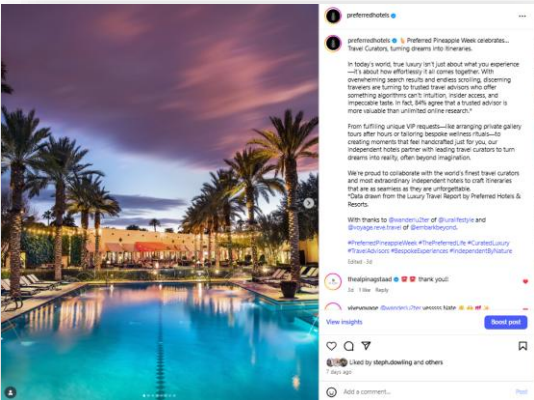 preferredhotels
preferredhotels 🍍 Preferred Pineapple Week celebrates...
Travel Curators, turning dreams into itineraries.
In today's world, true luxury isn't just about what you experience
—it's about how effortlessly it all comes together. With
overwhelming search results and endless scrolling, discerning
travelers are turning to trusted travel advisors who offer
something algorithms can't: intuition, insider access, and
impeccable taste. In fact, 84% agree that a trusted advisor is
more valuable than unlimited online research.*
From fulfilling unique VIP requests—like arranging private gallery
tours after hours or tailoring bespoke wellness rituals—to
creating moments that feel handcrafted just for you, our
independent hotels partner with leading travel curators to turn
dreams into reality, often beyond imagination.
We're proud to collaborate with the world's finest travel curators
and most extraordinary independent hotels to craft itineraries
that are as seamless as they are unforgettable.
*Data drawn from the Luxury Travel Report by Preferred Hotels &
Resorts.
With thanks to @wanderlu2ter of @uralifestyle and
@voyage.reve.travel of @embarkbeyond.
#PreferredPineappleWeek #ThePreferredLife #CuratedLuxury
#TravelAdvisors #BespokeExperiences #IndependentByNature
Edited · 5d
thealpinagstaad ❤️ ❤️ thank you!!
5d 1 like Reply
@wanderlu2ter
View insights
Boost post
Liked by steph.dowling and others
7 days ago
Add a comment...
Post